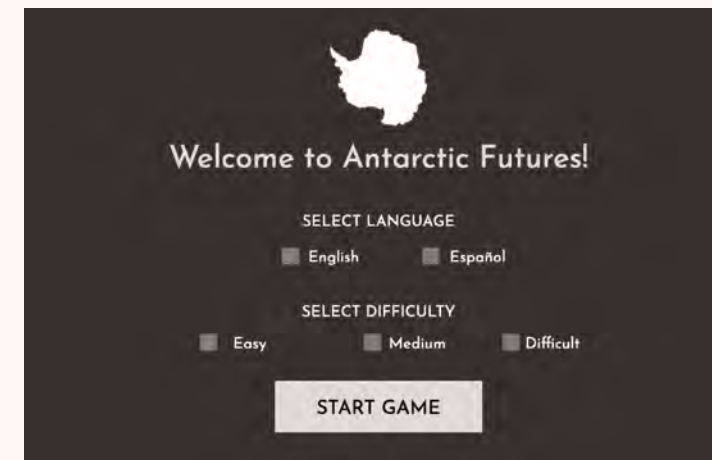 Welcome to Antarctic Futures!
SELECT LANGUAGE
English Español
SELECT DIFFICULTY
Easy Medium Difficult
START GAME